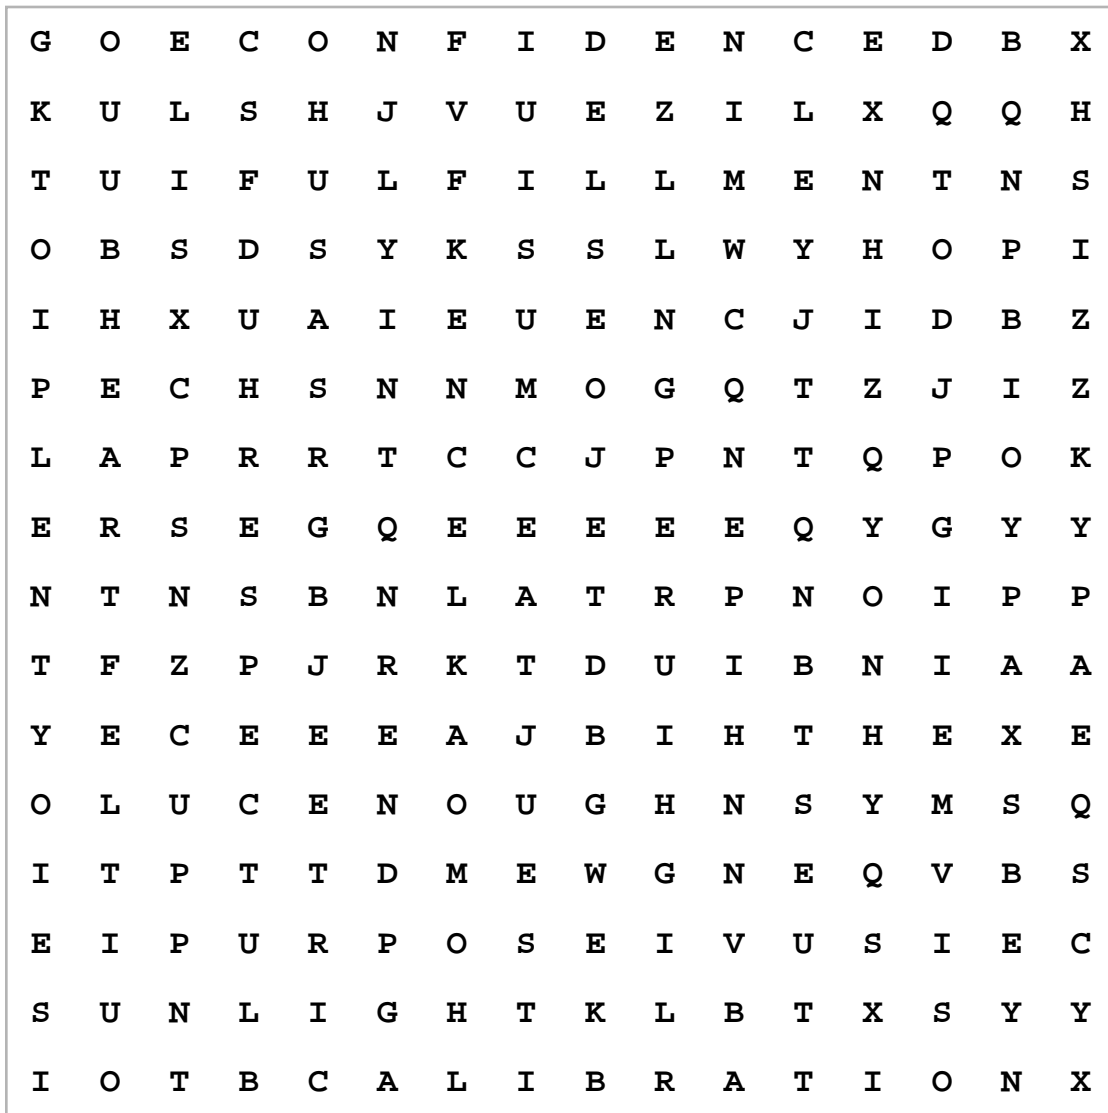 G O E C O N F I D E N C E D B X
K U L S H J V U E Z I L X Q Q H
T U I F U L F I L L M E N T N S
O B S D S Y K S S L W Y H O P I
I H X U A I E U E N C J I D B Z
P E C H S N N M O G Q T Z J I Z
L A P R R T C C J P N T Q P O K
E R S E G Q E E E E E Q Y G Y Y
N T N S B N L A T R P N O I P P
T F Z P J R K T D U I B N I A A
Y E C E E E A J B I H T H E X E
O L U C E N O U G H N S Y M S Q
I T P T T D M E W G N E Q V B S
E I P U R P O S E I V U S I E C
S U N L I G H T K L B T X S Y Y
I O T B C A L I B R A T I O N X